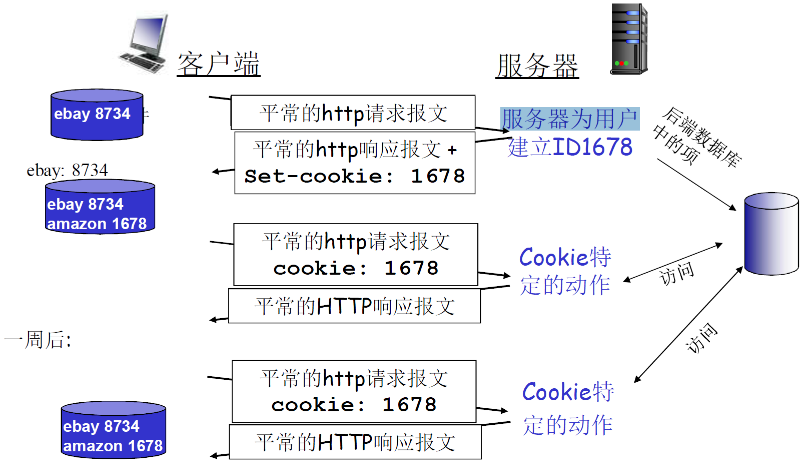 客户端
服务器
ebay 8734
件
平常的http请求报文
服务器为用户
建立ID1678
后端数据库
中的项
平常的http响应报文 +
Set-cookie: 1678
ebay: 8734
ebay 8734
amazon 1678
平常的http请求报文
cookie: 1678
Cookie特
定的动作
访问
平常的HTTP响应报文
一周后:
访问
平常的http请求报文
cookie: 1678
Cookie特
定的动作
ebay 8734
amazon 1678
平常的HTTP响应报文